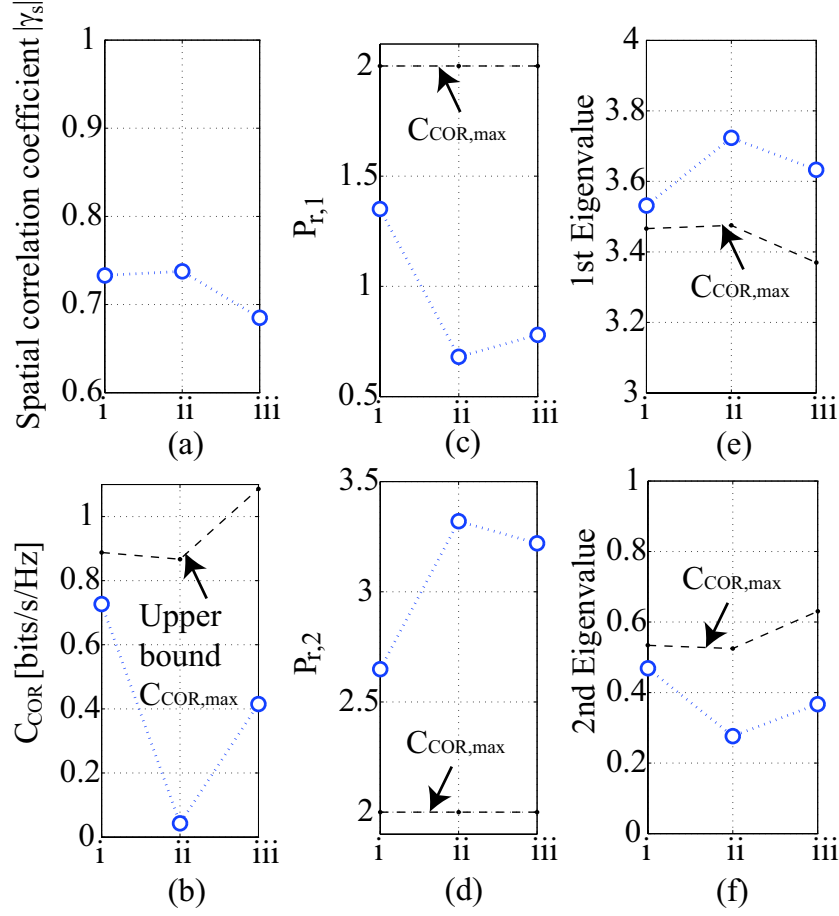 Spatial correlation coefficient |γs|
1
0.9
0.8
0.7
0.6
i ii iii
(a)
Pr,1
2
1.5
1
0.5
CCOR,max
i ii iii
(c)
1st Eigenvalue
4
3.8
3.6
3.4
3.2
3
CCOR,max
i ii iii
(e)
CCOR [bits/s/Hz]
1
0.8
0.6
0.4
0.2
0
Upper
bound
CCOR,max
i ii iii
(b)
Pr,2
3.5
3
2.5
2
CCOR,max
i ii iii
(d)
2nd Eigenvalue
1
0.8
0.6
0.4
0.2
0
CCOR,max
i ii iii
(f)